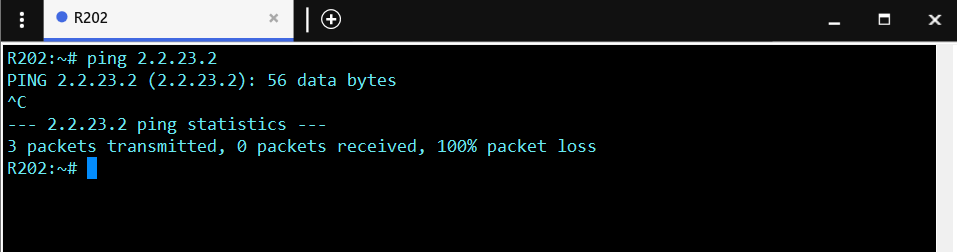 R202
R202:~# ping 2.2.23.2
PING 2.2.23.2 (2.2.23.2): 56 data bytes
^C
--- 2.2.23.2 ping statistics ---
3 packets transmitted, 0 packets received, 100% packet loss
R202:~#